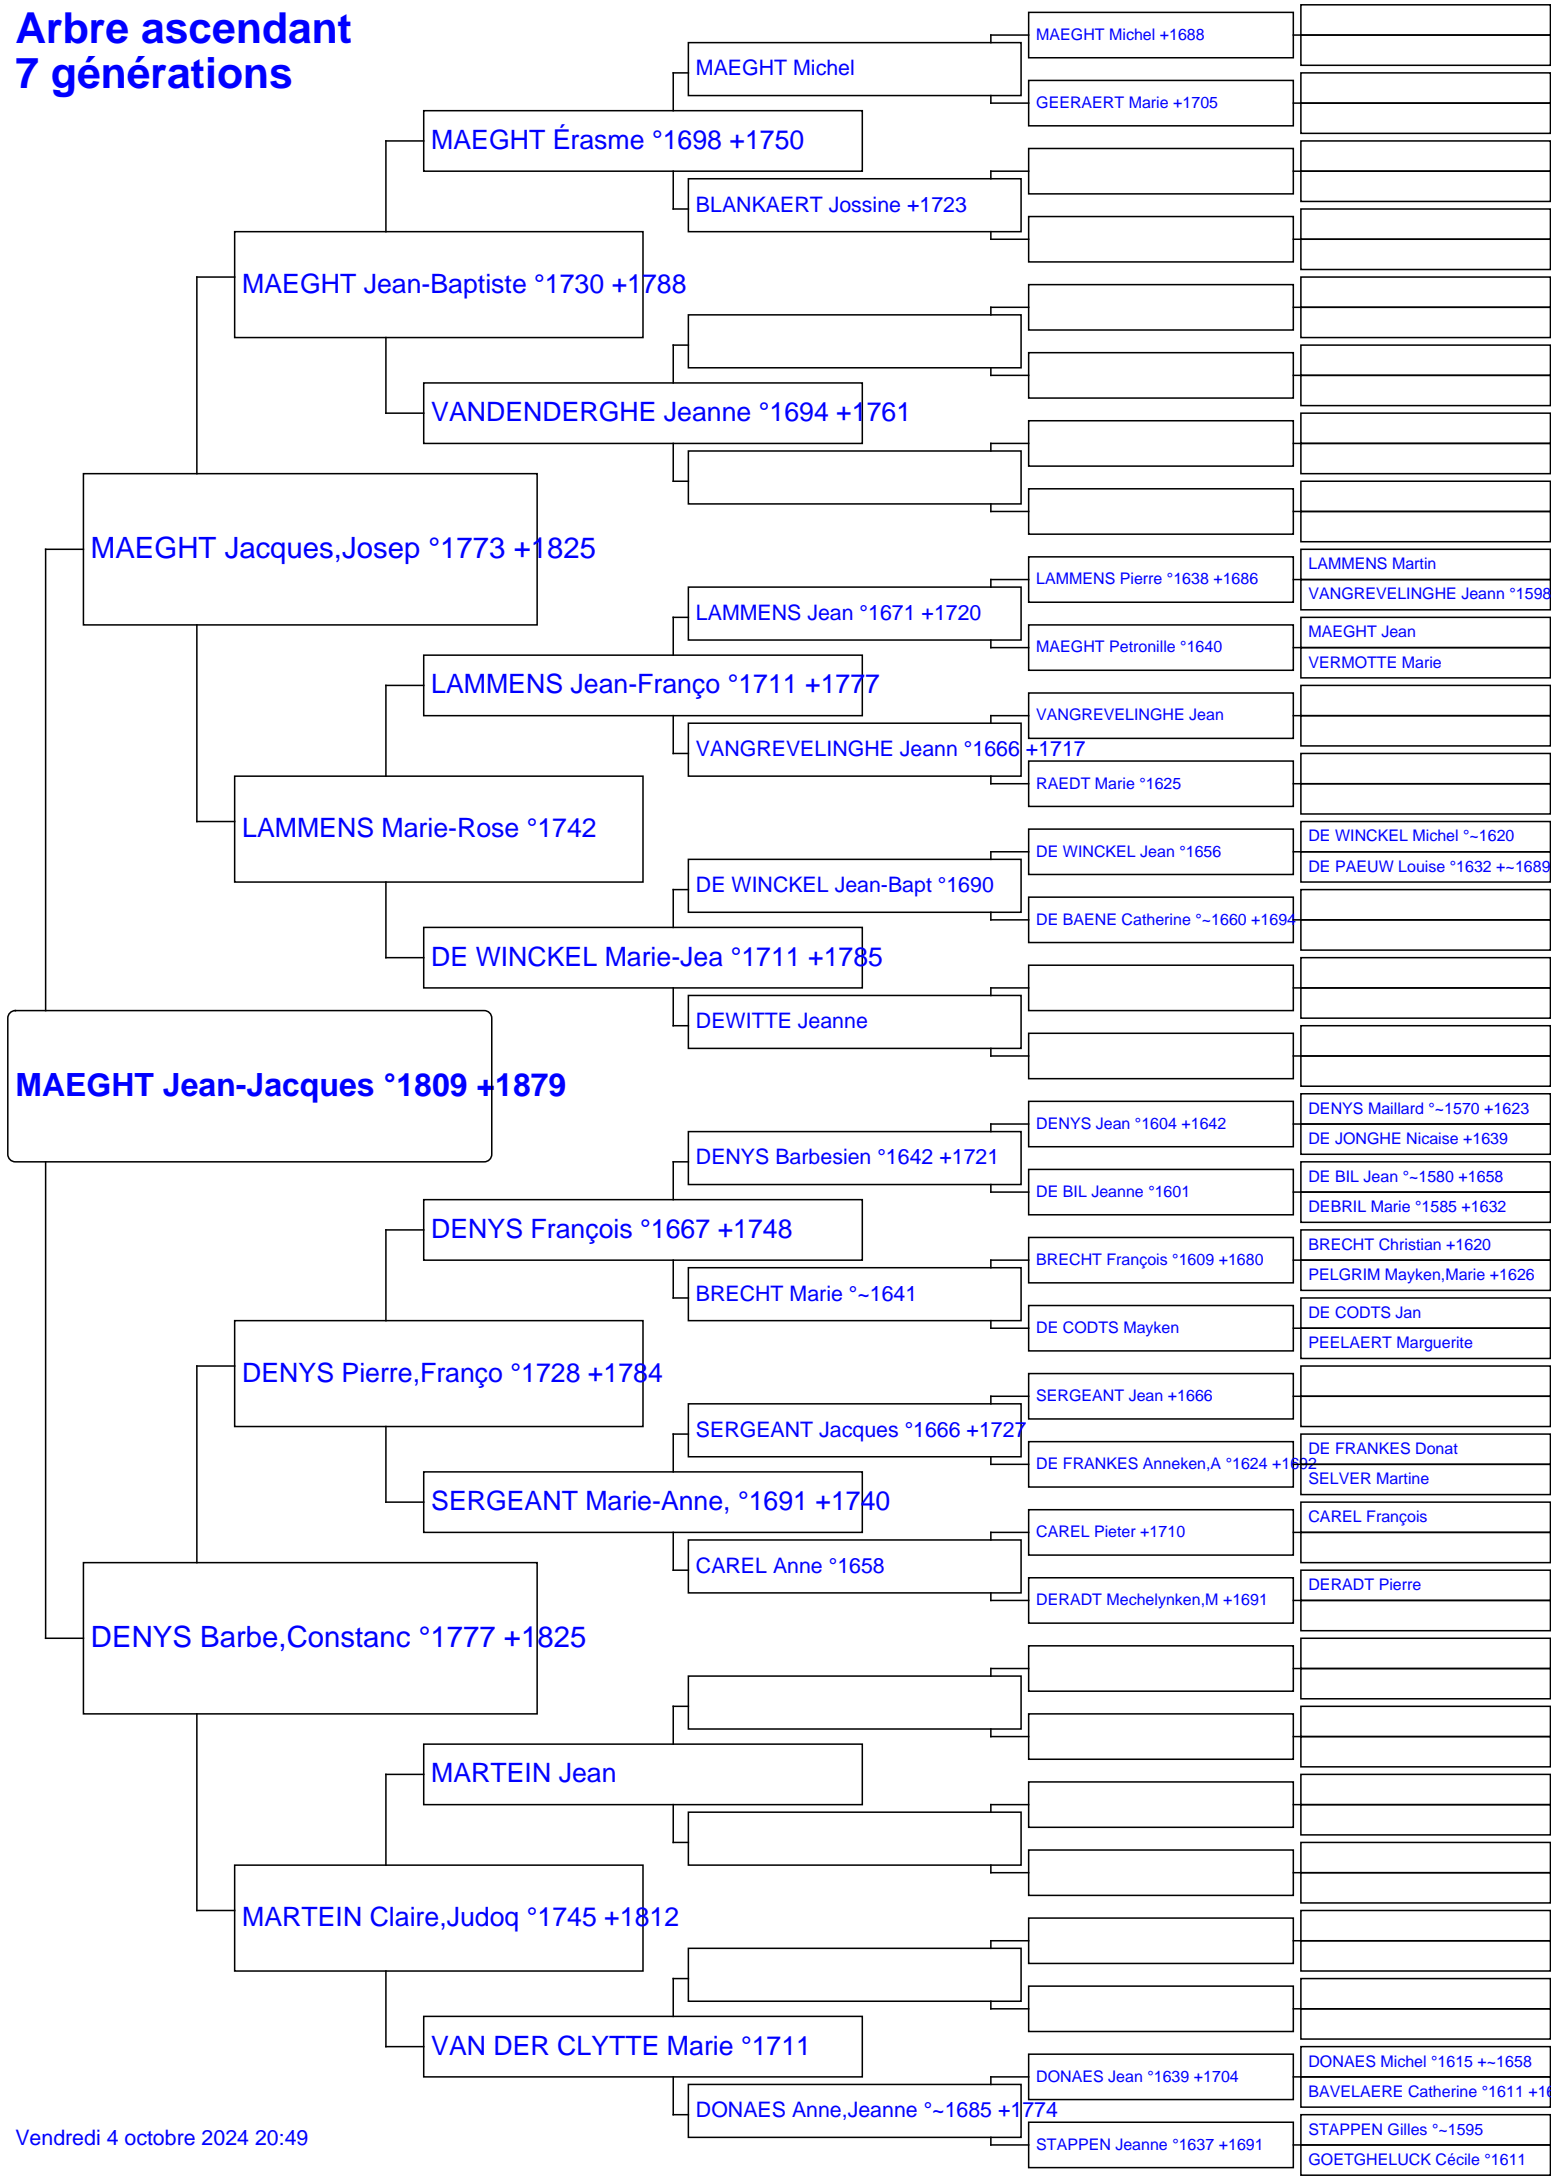 Arbre ascendant
7 générations
MAEGHT Michel +1688
MAEGHT Michel
GEERAERT Marie +1705
MAEGHT Érasme °1698 +1750
BLANKAERT Jossine +1723
MAEGHT Jean-Baptiste °1730 +1788
VANDENDERGHE Jeanne °1694 +1761
MAEGHT Jacques,Josep °1773 +1825
LAMMENS Martin
LAMMENS Pierre °1638 +1686
VANGREVELINGHE Jeann °1598
LAMMENS Jean °1671 +1720
MAEGHT Jean
MAEGHT Petronille °1640
VERMOTTE Marie
LAMMENS Jean-Franço °1711 +1777
VANGREVELINGHE Jean
VANGREVELINGHE Jeann °1666 +1717
RAEDT Marie °1625
LAMMENS Marie-Rose °1742
DE WINCKEL Michel °~1620
DE WINCKEL Jean °1656
DE PAEUW Louise °1632 +~1689
DE WINCKEL Jean-Bapt °1690
DE BAENE Catherine °~1660 +1694
DE WINCKEL Marie-Jea °1711 +1785
DEWITTE Jeanne
MAEGHT Jean-Jacques °1809 +1879
DENYS Maillard °~1570 +1623
DENYS Jean °1604 +1642
DE JONGHE Nicaise +1639
DENYS Barbesien °1642 +1721
DE BIL Jean °~1580 +1658
DE BIL Jeanne °1601
DEBRIL Marie °1585 +1632
DENYS François °1667 +1748
BRECHT Christian +1620
BRECHT François °1609 +1680
PELGRIM Mayken,Marie +1626
BRECHT Marie °~1641
DE CODTS Jan
DE CODTS Mayken
PEELAERT Marguerite
DENYS Pierre,Franço °1728 +1784
SERGEANT Jean +1666
SERGEANT Jacques °1666 +1727
DE FRANKES Donat
DE FRANKES Anneken,A °1624 +1692
SELVER Martine
SERGEANT Marie-Anne, °1691 +1740
CAREL François
CAREL Pieter +1710
CAREL Anne °1658
DERADT Pierre
DERADT Mechelynken,M +1691
DENYS Barbe,Constanc °1777 +1825
MARTEIN Jean
MARTEIN Claire,Judoq °1745 +1812
VAN DER CLYTTE Marie °1711
DONAES Michel °1615 +~1658
DONAES Jean °1639 +1704
BAVELAERE Catherine °1611 +16
DONAES Anne,Jeanne °~1685 +1774
STAPPEN Gilles °~1595
STAPPEN Jeanne °1637 +1691
GOETGHELUCK Cécile °1611
Vendredi 4 octobre 2024 20:49